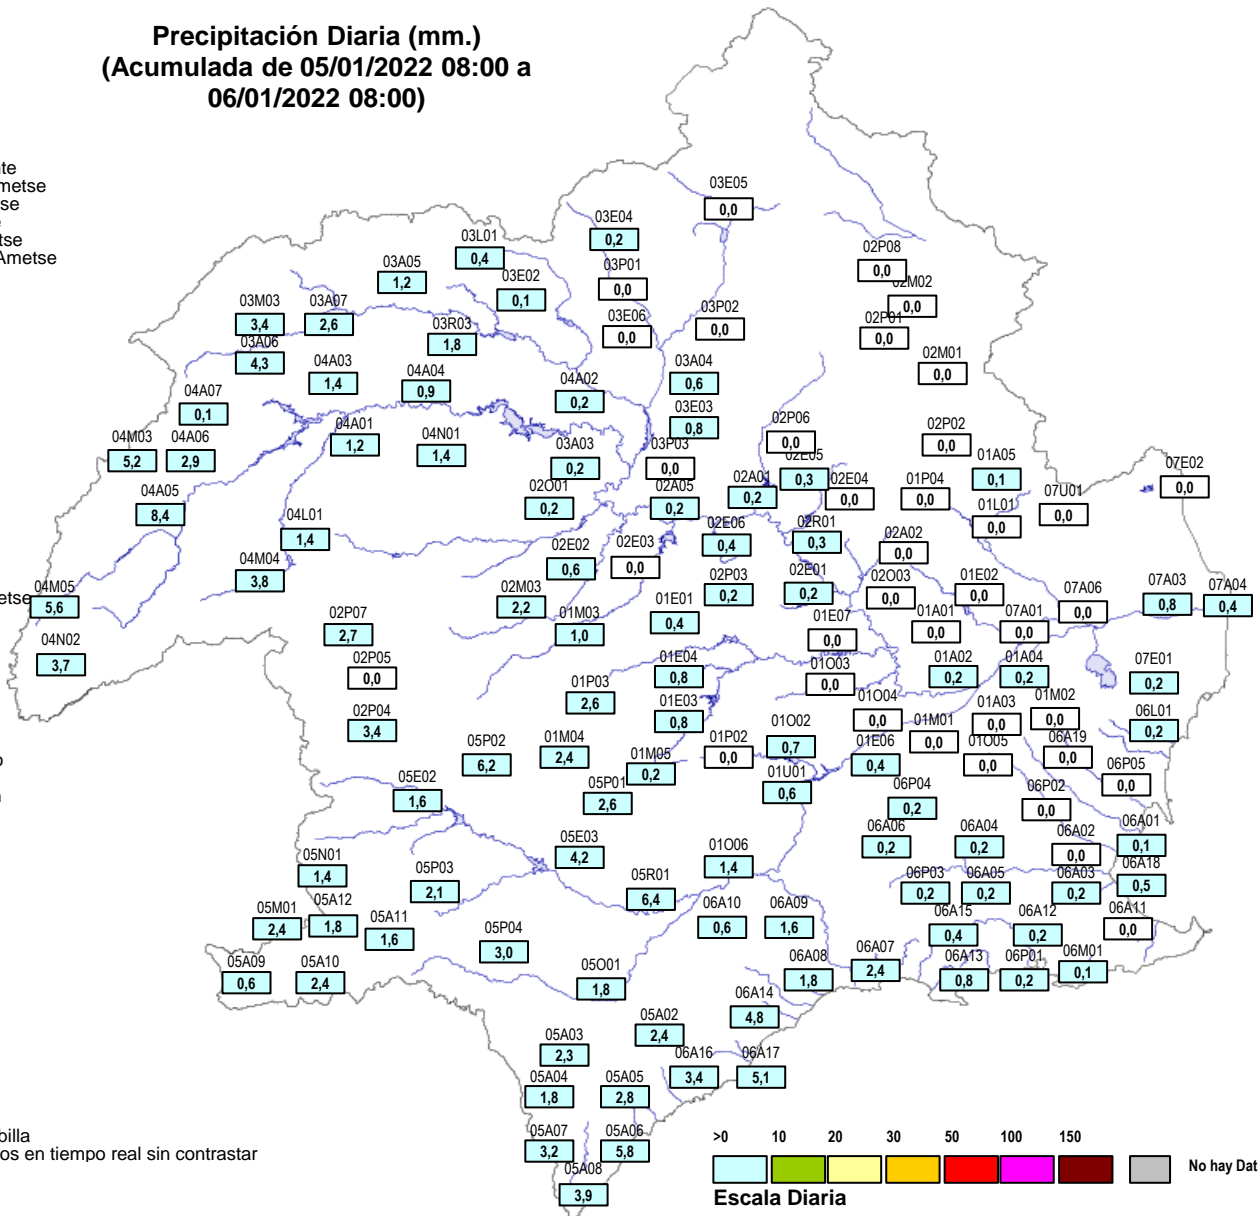 Precipitación Diaria (mm.)
(Acumulada de 05/01/2022 08:00 a
06/01/2022 08:00)
nte
metse
se
tse
Ametse
03E05
0,0
03E04
0,2
03L01
0,4
02P08
0,0
03A05
1,2
03E02
0,1
03P01
0,0
02M02
0,0
03M03
3,4
03A07
2,6
03R03
1,8
03E06
0,0
03P02
0,0
02P01
0,0
03A06
4,3
04A03
1,4
04A04
0,9
04A02
0,2
03A04
0,6
02M01
0,0
04A07
0,1
03E03
0,8
02P06
0,0
02P02
0,0
04M03
5,2
04A06
2,9
04A01
1,2
04N01
1,4
03A03
0,2
03P03
0,0
02E05
0,3
01A05
0,1
07E02
0,0
04A05
8,4
02O01
0,2
02A05
0,2
02A01
0,2
02E04
0,0
01P04
0,0
01L01
0,0
07U01
0,0
04L01
1,4
02E06
0,4
02R01
0,3
02A02
0,0
04M04
3,8
02E02
0,6
02E03
0,0
etse
04M05
5,6
02M03
2,2
02P03
0,2
02E01
0,2
02O03
0,0
01E02
0,0
07A06
0,0
07A03
0,8
07A04
0,4
02P07
2,7
01M03
1,0
01E01
0,4
01E07
0,0
01A01
0,0
07A01
0,0
04N02
3,7
02P05
0,0
01E04
0,8
01O03
0,0
01A02
0,2
01A04
0,2
07E01
0,2
01P03
2,6
01E03
0,8
01O04
0,0
01A03
0,0
01M02
0,0
06L01
0,2
02P04
3,4
01M01
0,0
05P02
6,2
01M04
2,4
01M05
0,2
01P02
0,0
01O02
0,7
01E06
0,4
01O05
0,0
06A19
0,0
06P05
0,0
05E02
1,6
05P01
2,6
01U01
0,6
06P04
0,2
06P02
0,0
05E03
4,2
06A06
0,2
06A04
0,2
06A02
0,0
06A01
0,1
05N01
1,4
05P03
2,1
05R01
6,4
01O06
1,4
06P03
0,2
06A05
0,2
06A03
0,2
06A18
0,5
05M01
2,4
05A12
1,8
05A11
1,6
05P04
3,0
06A10
0,6
06A09
1,6
06A15
0,4
06A12
0,2
06A11
0,0
05A09
0,6
05A10
2,4
05O01
1,8
06A08
1,8
06A07
2,4
06A13
0,8
06P01
0,2
06M01
0,1
06A14
4,8
05A02
2,4
05A03
2,3
06A16
3,4
06A17
5,1
05A04
1,8
05A05
2,8
05A07
3,2
05A06
5,8
05A08
3,9
billa
os en tiempo real sin contrastar
>0 10 20 30 50 100 150
No hay Dat
Escala Diaria